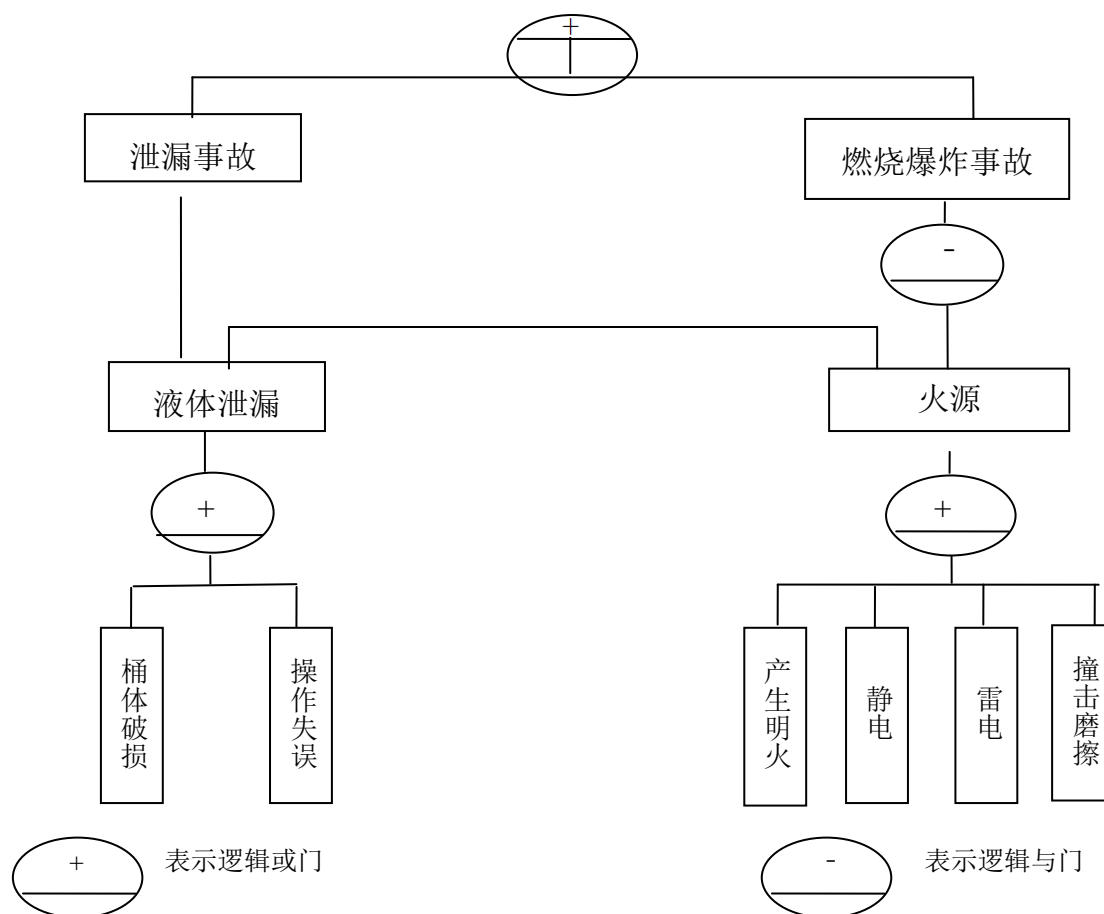 +
泄漏事故
燃烧爆炸事故
-
液体泄漏
火源
+
+
桶体破损
操作失误
产生明火
静电
雷电
撞击磨擦
+
表示逻辑或门
-
表示逻辑与门